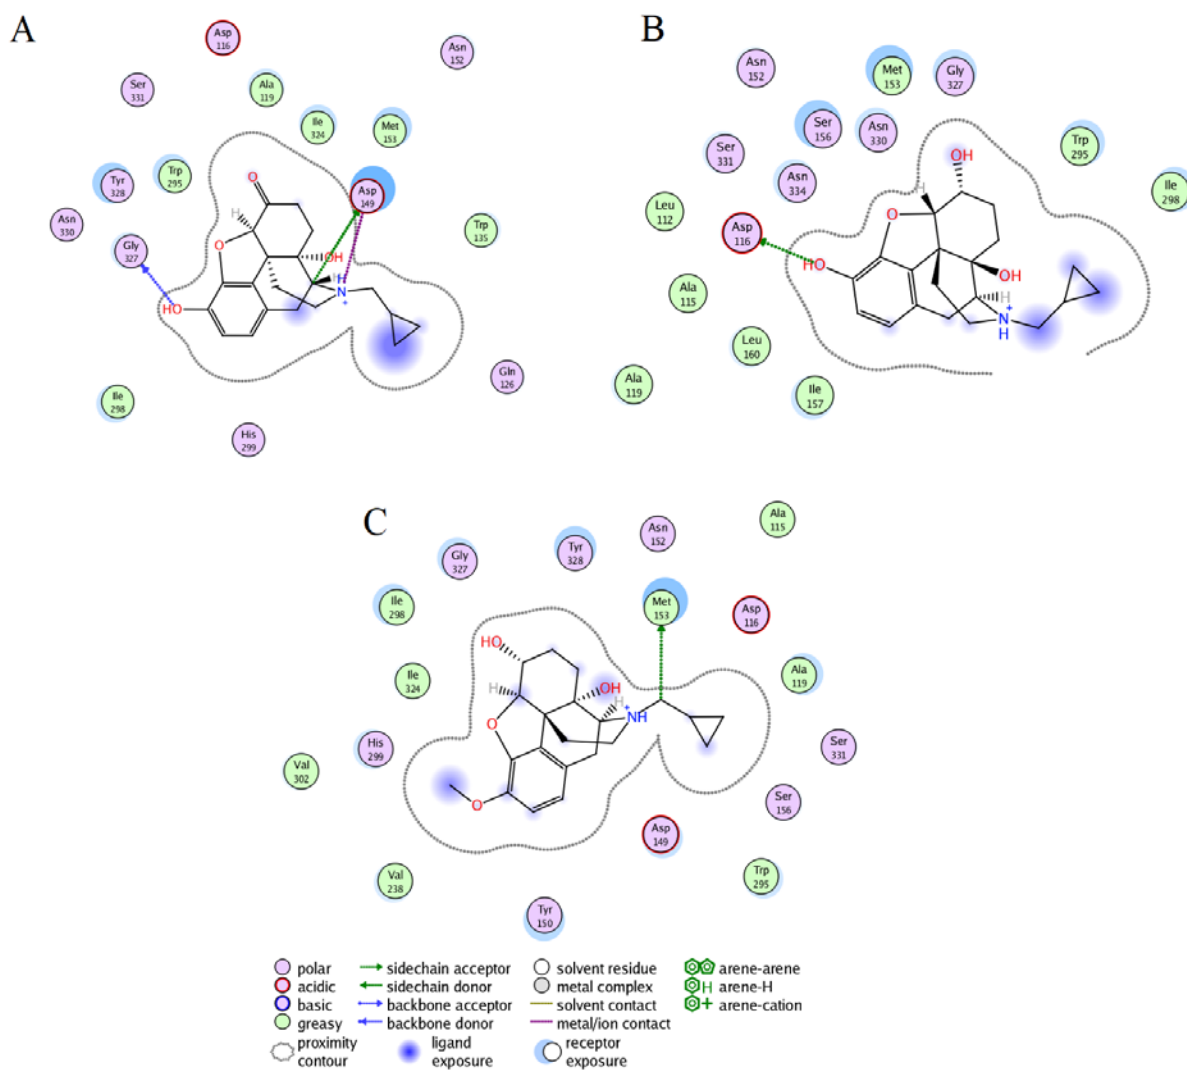 A
Asp
116
Asn
152
Ser
331
Ala
119
Ile
324
Met
153
Tyr
328
Trp
295
Asp
149
Asn
330
Gly
327
Trp
135
O
H
O
OH
H
H
N
+
HO
Gln
126
Ile
298
His
299
B
Asn
152
Met
153
Gly
327
Ser
156
Asn
330
Trp
295
Ser
331
Asn
334
Ile
298
Leu
112
Asp
116
OH
H
O
HO
OH
H
N
+
H
Ala
115
Leu
160
Ala
119
Ile
157
C
Ala
115
Asn
152
Tyr
328
Gly
327
Ile
298
Met
153
Asp
116
Ile
324
Ala
119
HO
H
OH
H
+
NH
O
O
His
299
Val
302
Ser
331
Ser
156
Asp
149
Trp
295
Val
238
Tyr
150
polar
acidic
basic
greasy
proximity
contour
sidechain acceptor
sidechain donor
backbone acceptor
backbone donor
ligand
exposure
solvent residue
metal complex
solvent contact
metal/ion contact
receptor
exposure
arene-arene
H arene-H
+ arene-cation